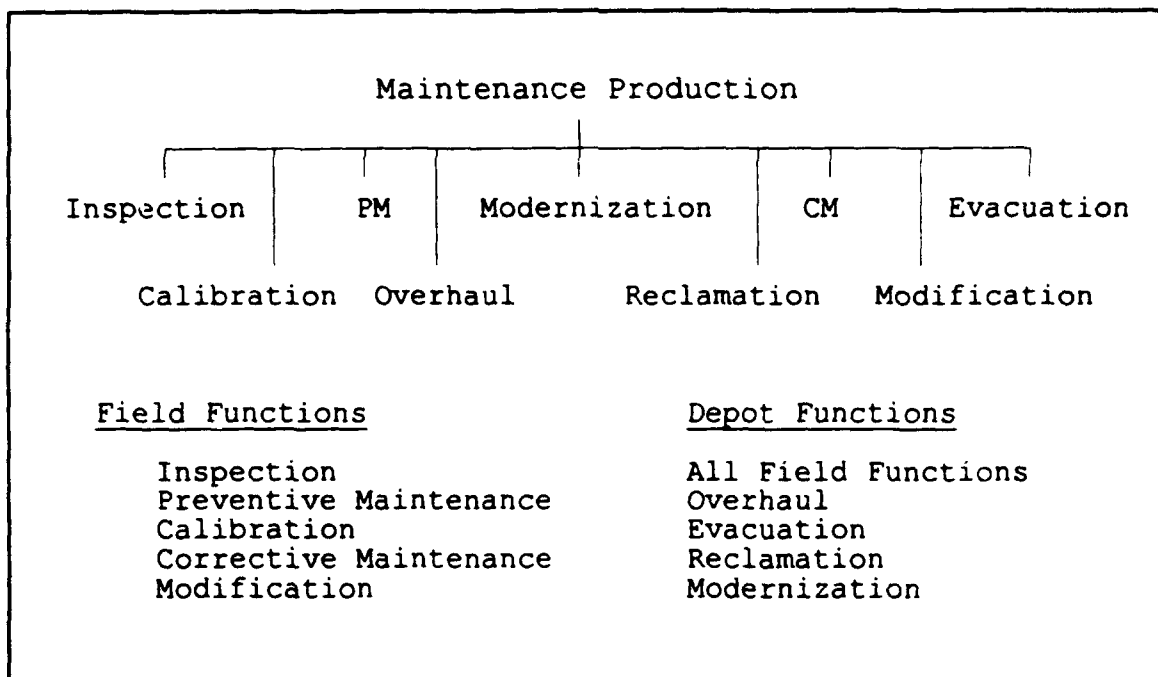 Maintenance Production
Inspection PM Modernization CM Evacuation
Calibration Overhaul Reclamation Modification
Field Functions Depot Functions
Inspection All Field Functions
Preventive Maintenance Overhaul
Calibration Evacuation
Corrective Maintenance Reclamation
Modification Modernization